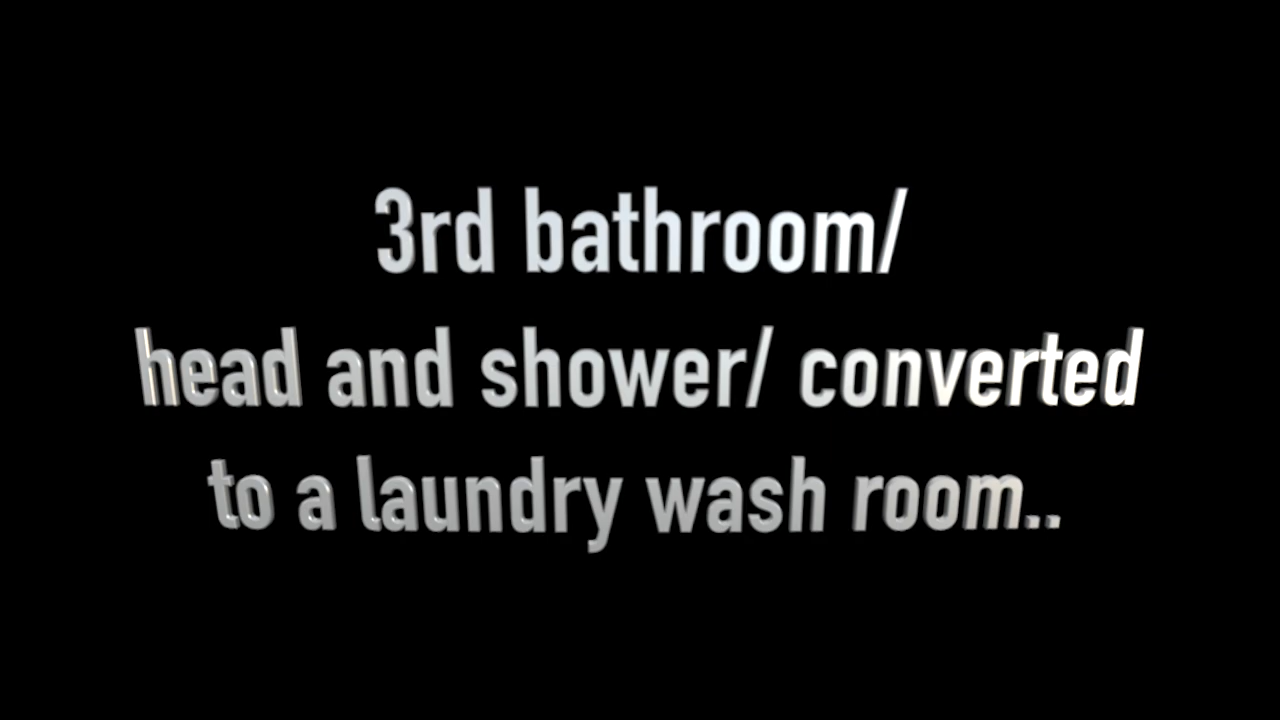 3rd bathroom/
head and shower/ converted
to a laundry wash room..